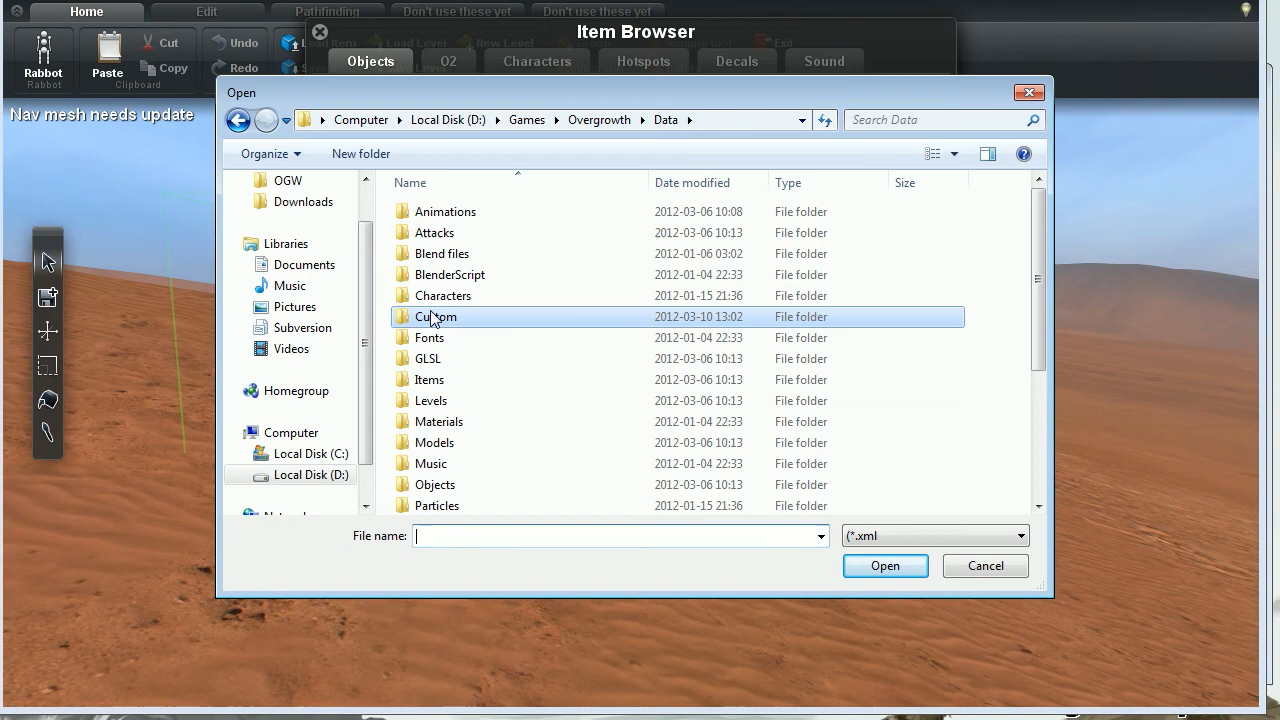 Home Edit Pathfinding Don't use these yet Don't use these yet
Item Browser
Cut Undo Load Item Load Level New Level Exit
Rabbot Paste Copy Redo
Rabbot Clipboard
Objects O2 Characters Hotspots Decals Sound
Nav mesh needs update
Open
Computer Local Disk (D:) Games Overgrowth Data Search Data
Organize New folder
OGW
Downloads
Libraries
Documents
Music
Pictures
Subversion
Videos
Homegroup
Computer
Local Disk (C:)
Local Disk (D:)
Name Date modified Type Size
Animations 2012-03-06 10:08 File folder
Attacks 2012-03-06 10:13 File folder
Blend files 2012-01-06 03:02 File folder
BlenderScript 2012-01-04 22:33 File folder
Characters 2012-01-15 21:36 File folder
Custom 2012-03-10 13:02 File folder
Fonts 2012-01-04 22:33 File folder
GLSL 2012-03-06 10:13 File folder
Items 2012-03-06 10:13 File folder
Levels 2012-03-06 10:13 File folder
Materials 2012-01-04 22:33 File folder
Models 2012-03-06 10:13 File folder
Music 2012-01-04 22:33 File folder
Objects 2012-03-06 10:13 File folder
Particles 2012-01-15 21:36 File folder
File name: (*.xml
Open Cancel